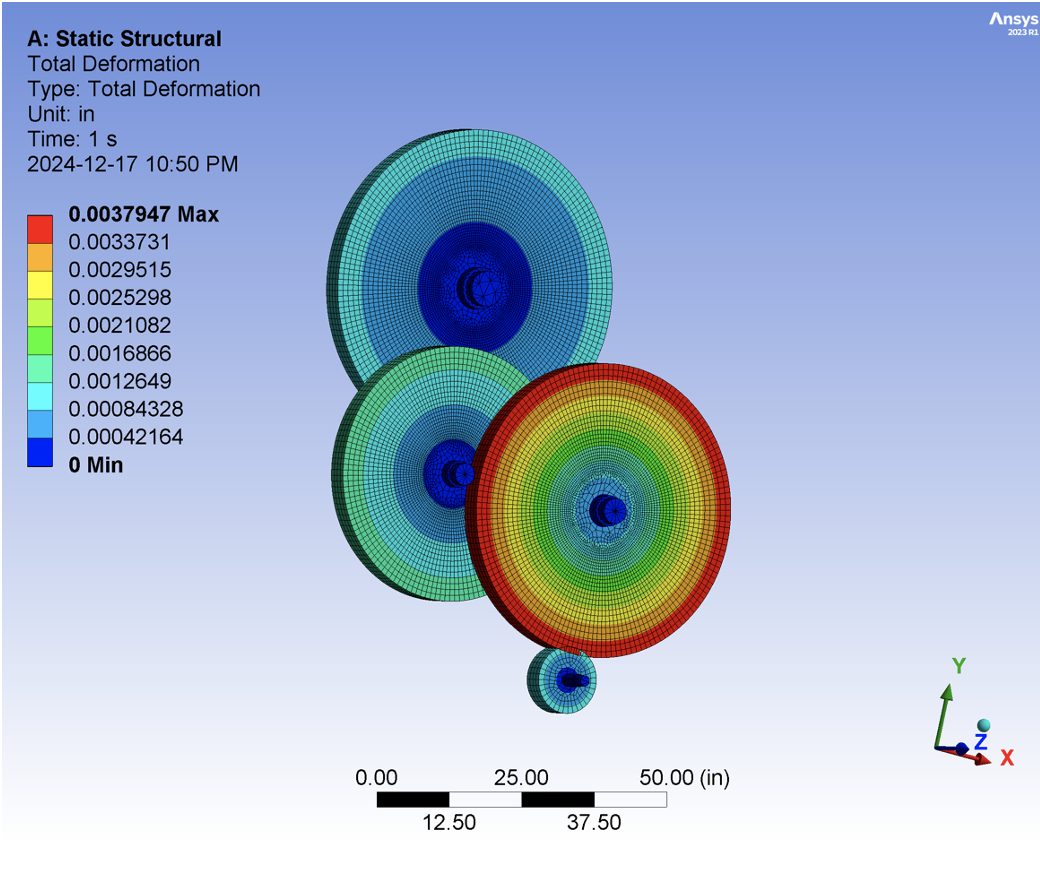 Ansys
2023 R1
A: Static Structural
Total Deformation
Type: Total Deformation
Unit: in
Time: 1 s
2024-12-17 10:50 PM
0.0037947 Max
0.0033731
0.0029515
0.0025298
0.0021082
0.0016866
0.0012649
0.00084328
0.00042164
0 Min
Y
Z
X
0.00 25.00 50.00 (in)
12.50 37.50